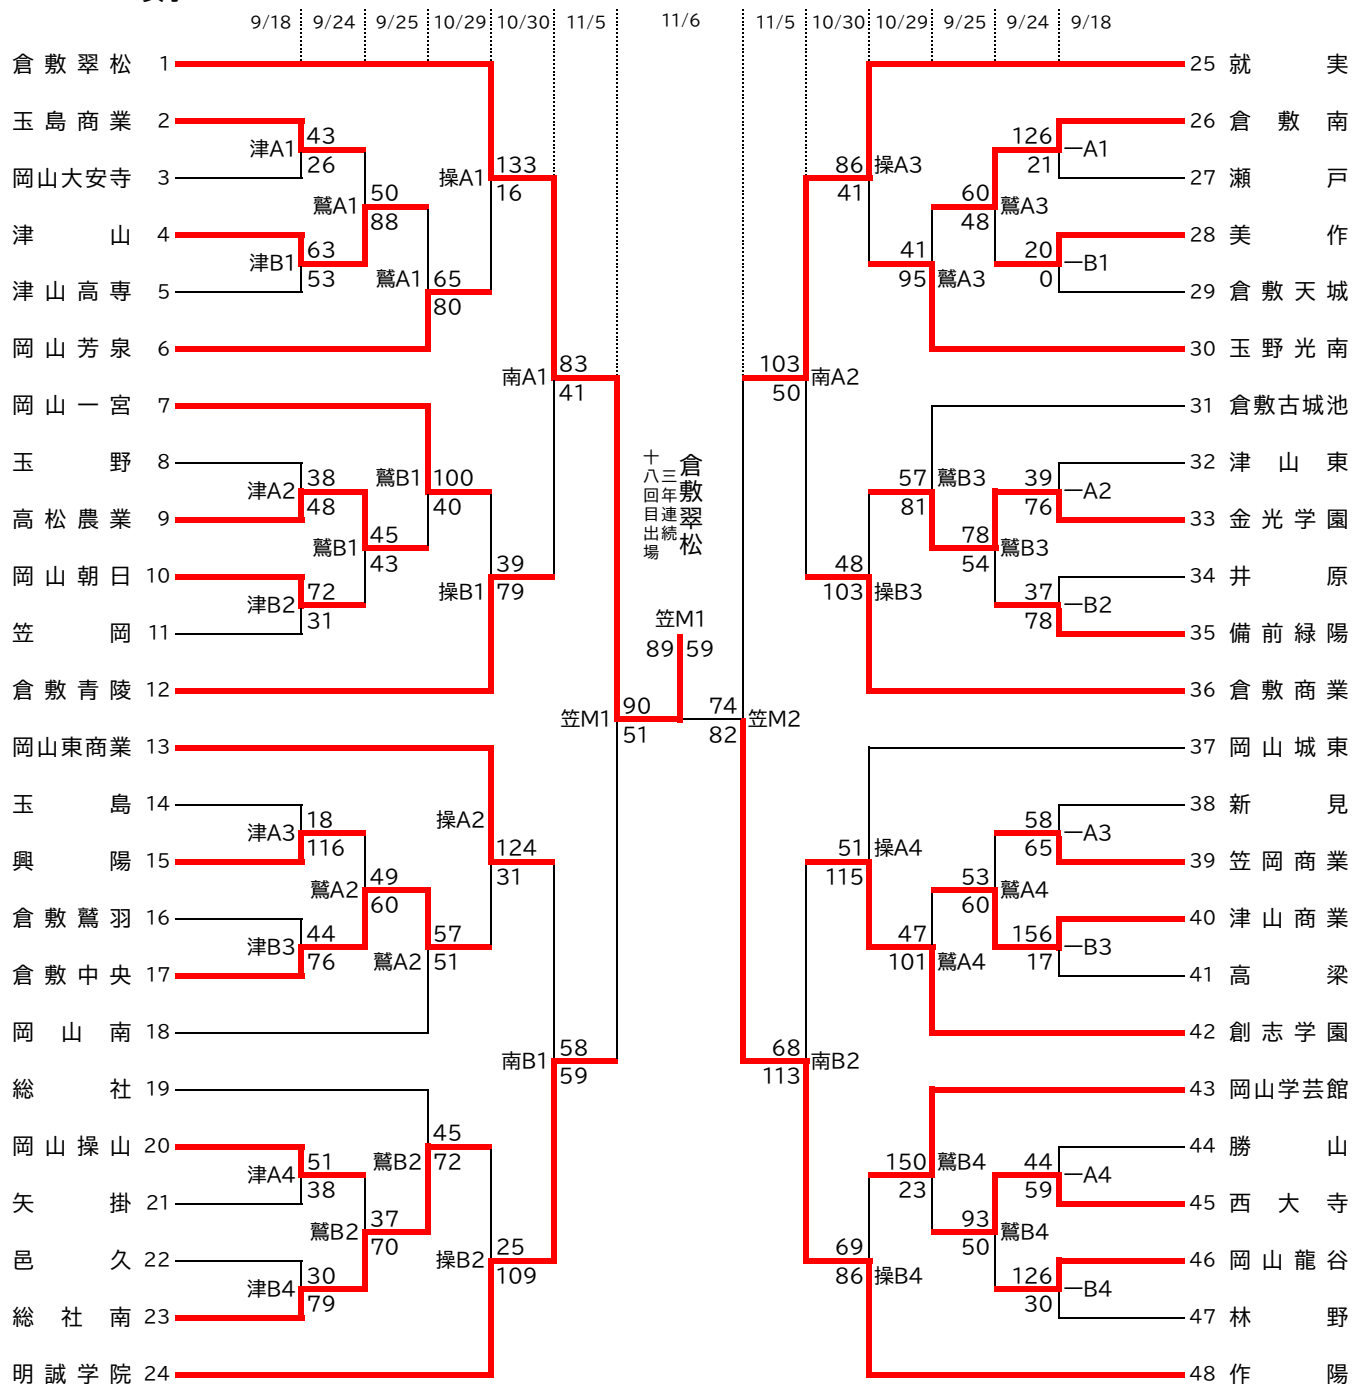 9/18 9/24 9/25 10/29 10/30 11/5 11/6 11/5 10/30 10/29 9/25 9/24 9/18
倉敷翠松 1
玉島商業 2
津A1 43 26
岡山大安寺 3
操A1 133 16
鷲A1 50 88
津山 4
津B1 63 53
津山高専 5
鷲A1 65 80
岡山芳泉 6
南A1 83 41
岡山一宮 7
玉野 8
津A2 38 48
鷲B1 100 40
高松農業 9
鷲B1 45 43
岡山朝日 10
津B2 72 31
操B1 39 79
笠岡 11
倉敷青陵 12
笠M1 90 51
岡山東商業 13
玉島 14
津A3 18 116
操A2 124 31
興陽 15
鷲A2 49 60
倉敷鷲羽 16
津B3 44 76
鷲A2 57 51
倉敷中央 17
岡山南 18
南B1 58 59
総社 19
岡山操山 20
津A4 51 38
鷲B2 45 72
矢掛 21
鷲B2 37 70
邑久 22
津B4 30 79
操B2 25 109
総社南 23
明誠学院 24
倉敷翠松
三年連続
十八回目出場
笠M1
89 59
25 就実
26 倉敷南
126 21 A1
86 41 操A3
27 瀬戸
60 48 鷲A3
28 美作
20 0 B1
41 95 鷲A3
29 倉敷天城
30 玉野光南
103 50 南A2
31 倉敷古城池
32 津山東
39 76 A2
57 81 鷲B3
33 金光学園
78 54 鷲B3
34 井原
37 78 B2
48 103 操B3
35 備前緑陽
36 倉敷商業
74 82 笠M2
37 岡山城東
38 新見
58 65 A3
51 115 操A4
39 笠岡商業
53 60 鷲A4
40 津山商業
156 17 B3
47 101 鷲A4
41 高梁
42 創志学園
68 113 南B2
43 岡山学芸館
44 勝山
44 59 A4
150 23 鷲B4
45 西大寺
93 50 鷲B4
46 岡山龍谷
126 30 B4
69 86 操B4
47 林野
48 作陽